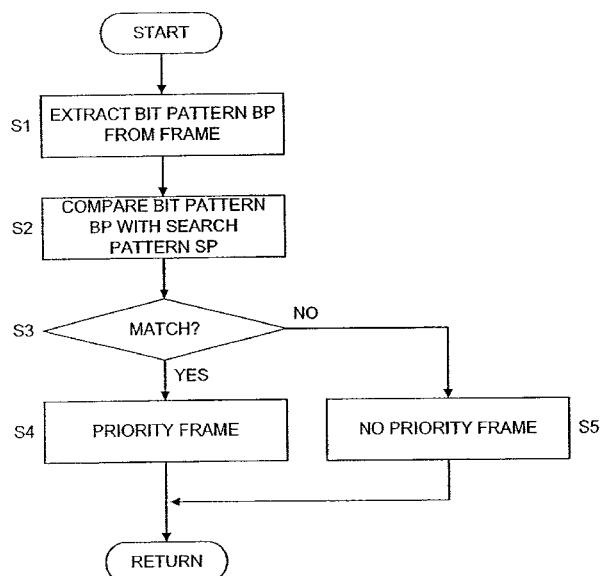 START
S1
EXTRACT BIT PATTERN BP
FROM FRAME
S2
COMPARE BIT PATTERN
BP WITH SEARCH
PATTERN SP
S3
MATCH?
NO
YES
S4
PRIORITY FRAME
NO PRIORITY FRAME
S5
RETURN